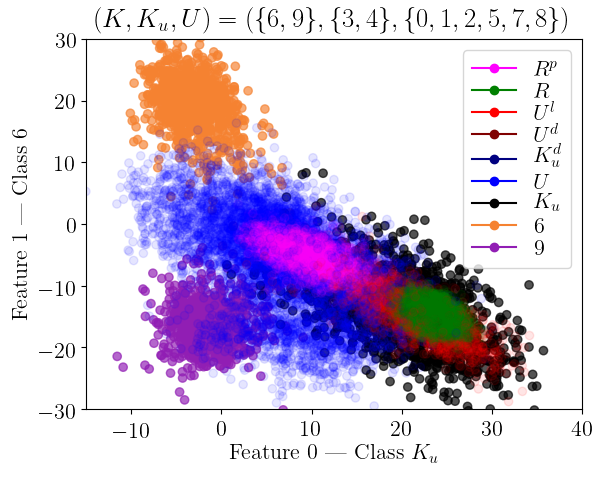 (K, K_u, U) = ({6, 9}, {3, 4}, {0, 1, 2, 5, 7, 8})
Feature 1 — Class 6
30
20
10
0
−10
−20
−30
R^p
R
U^l
U^d
K_u^d
U
K_u
6
9
−10
0
10
20
30
40
Feature 0 — Class K_u